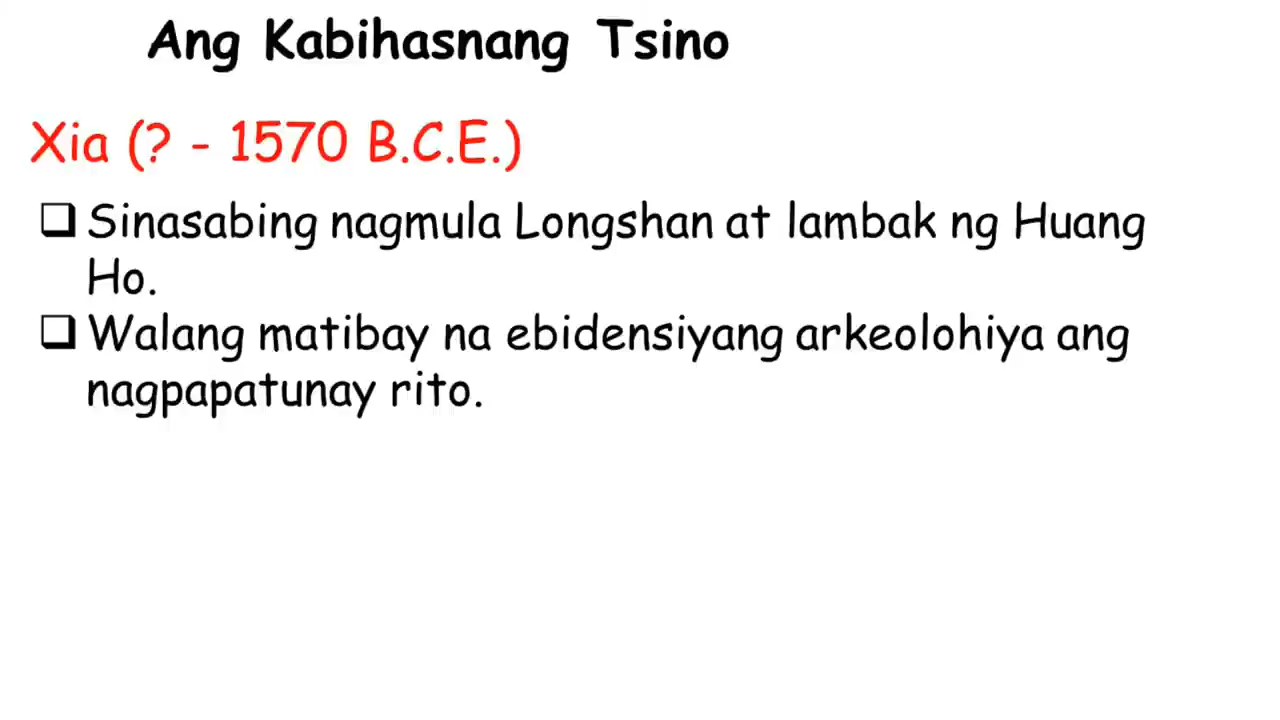 Ang Kabihasnang Tsino
Xia (? - 1570 B.C.E.)
Sinasabing nagmula Longshan at lambak ng Huang
Ho.
Walang matibay na ebidensiyang arkeolohiya ang
nagpapatunay rito.